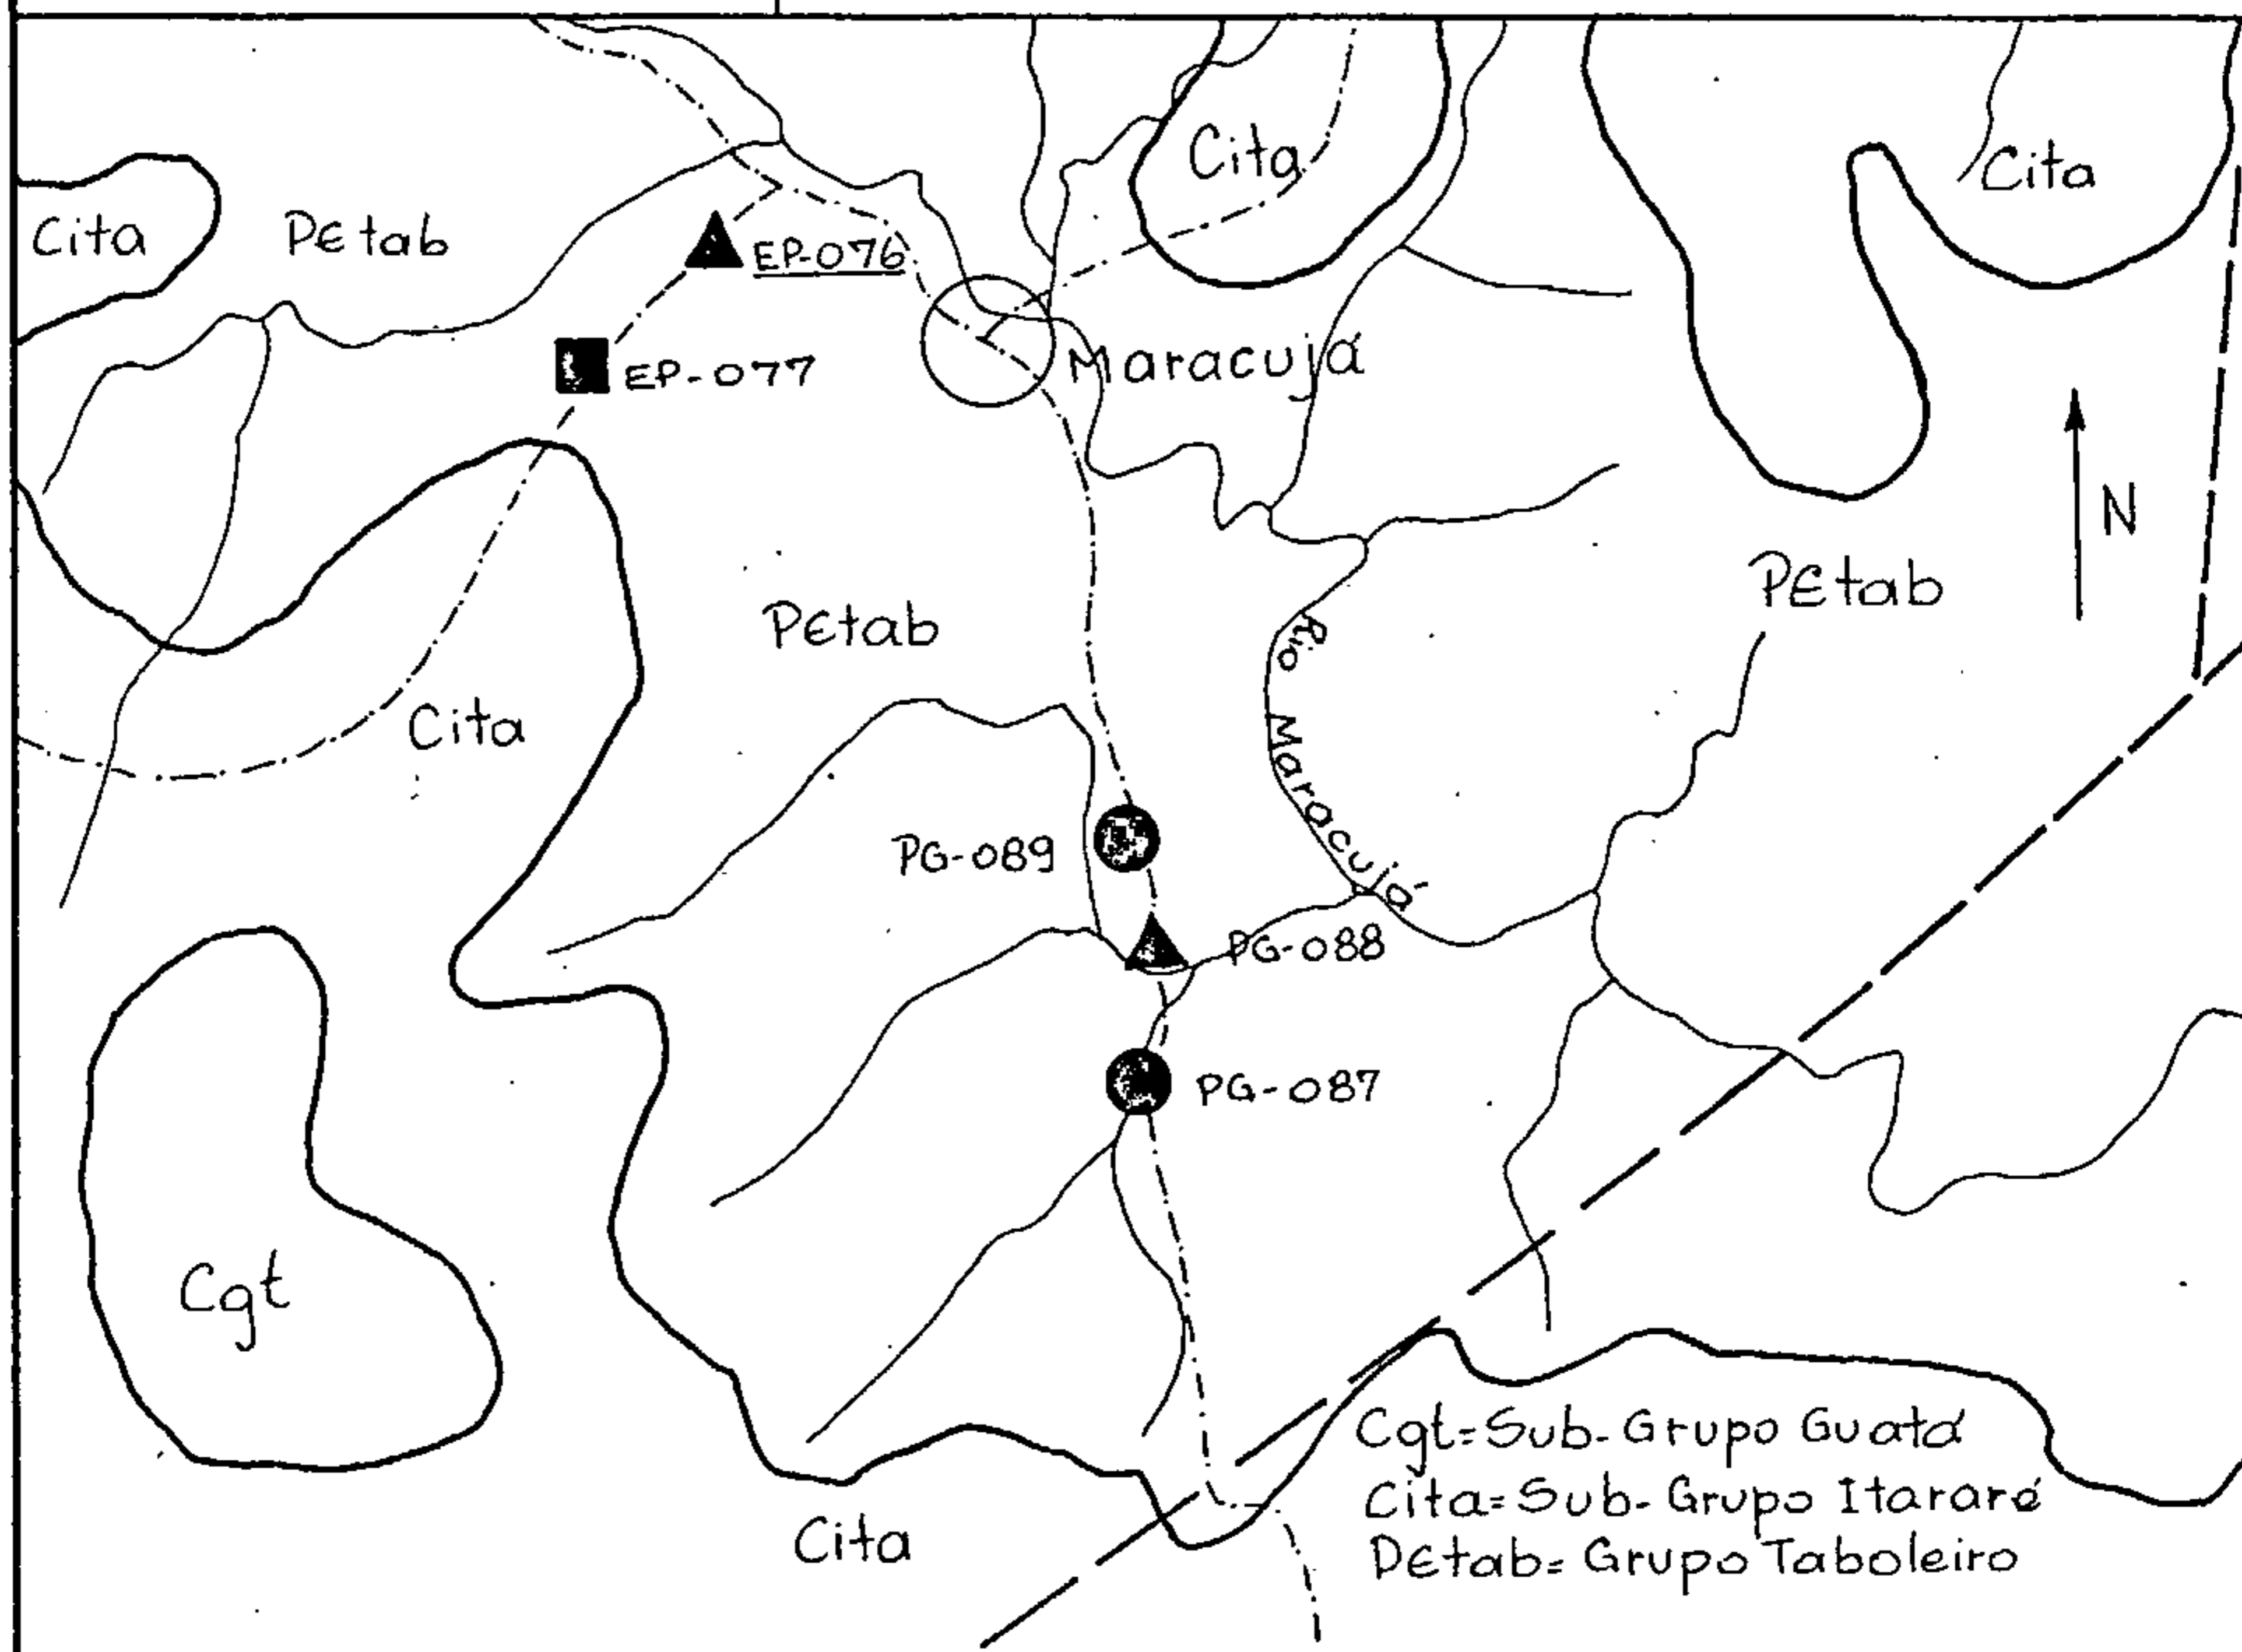 Cita
Cita
Cita
PЄtab
EP-076
EP-077
Maracujá
N
PЄtab
PЄtab
Rio Maracujá
Cita
PG-089
PG-088
PG-087
Cgt
Cgt=Sub-Grupo Guatá
Cita=Sub-Grupo Itararé
PЄtab=Grupo Taboleiro
Cita